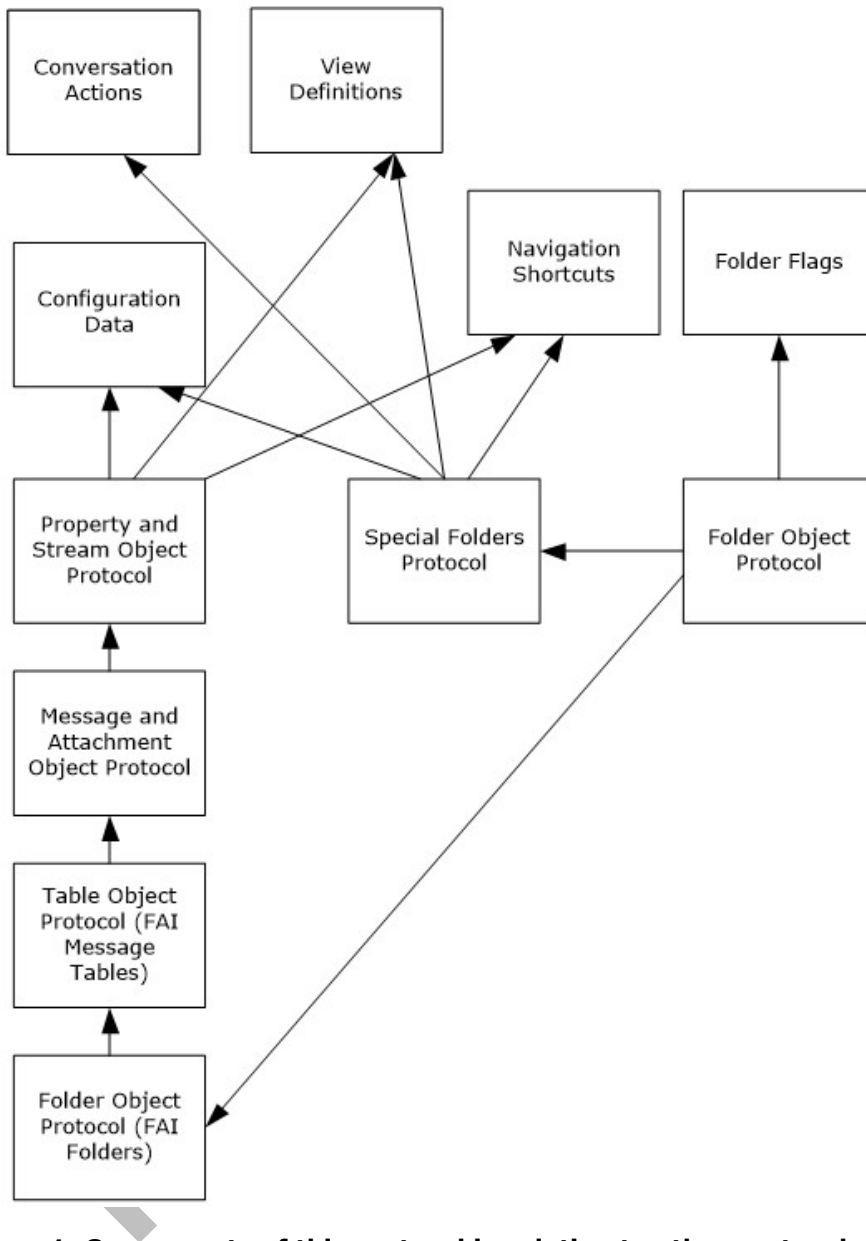 Conversation
Actions
View
Definitions
Navigation
Shortcuts
Folder Flags
Configuration
Data
Property and
Stream Object
Protocol
Special Folders
Protocol
Folder Object
Protocol
Message and
Attachment
Object Protocol
Table Object
Protocol (FAI
Message
Tables)
Folder Object
Protocol (FAI
Folders)